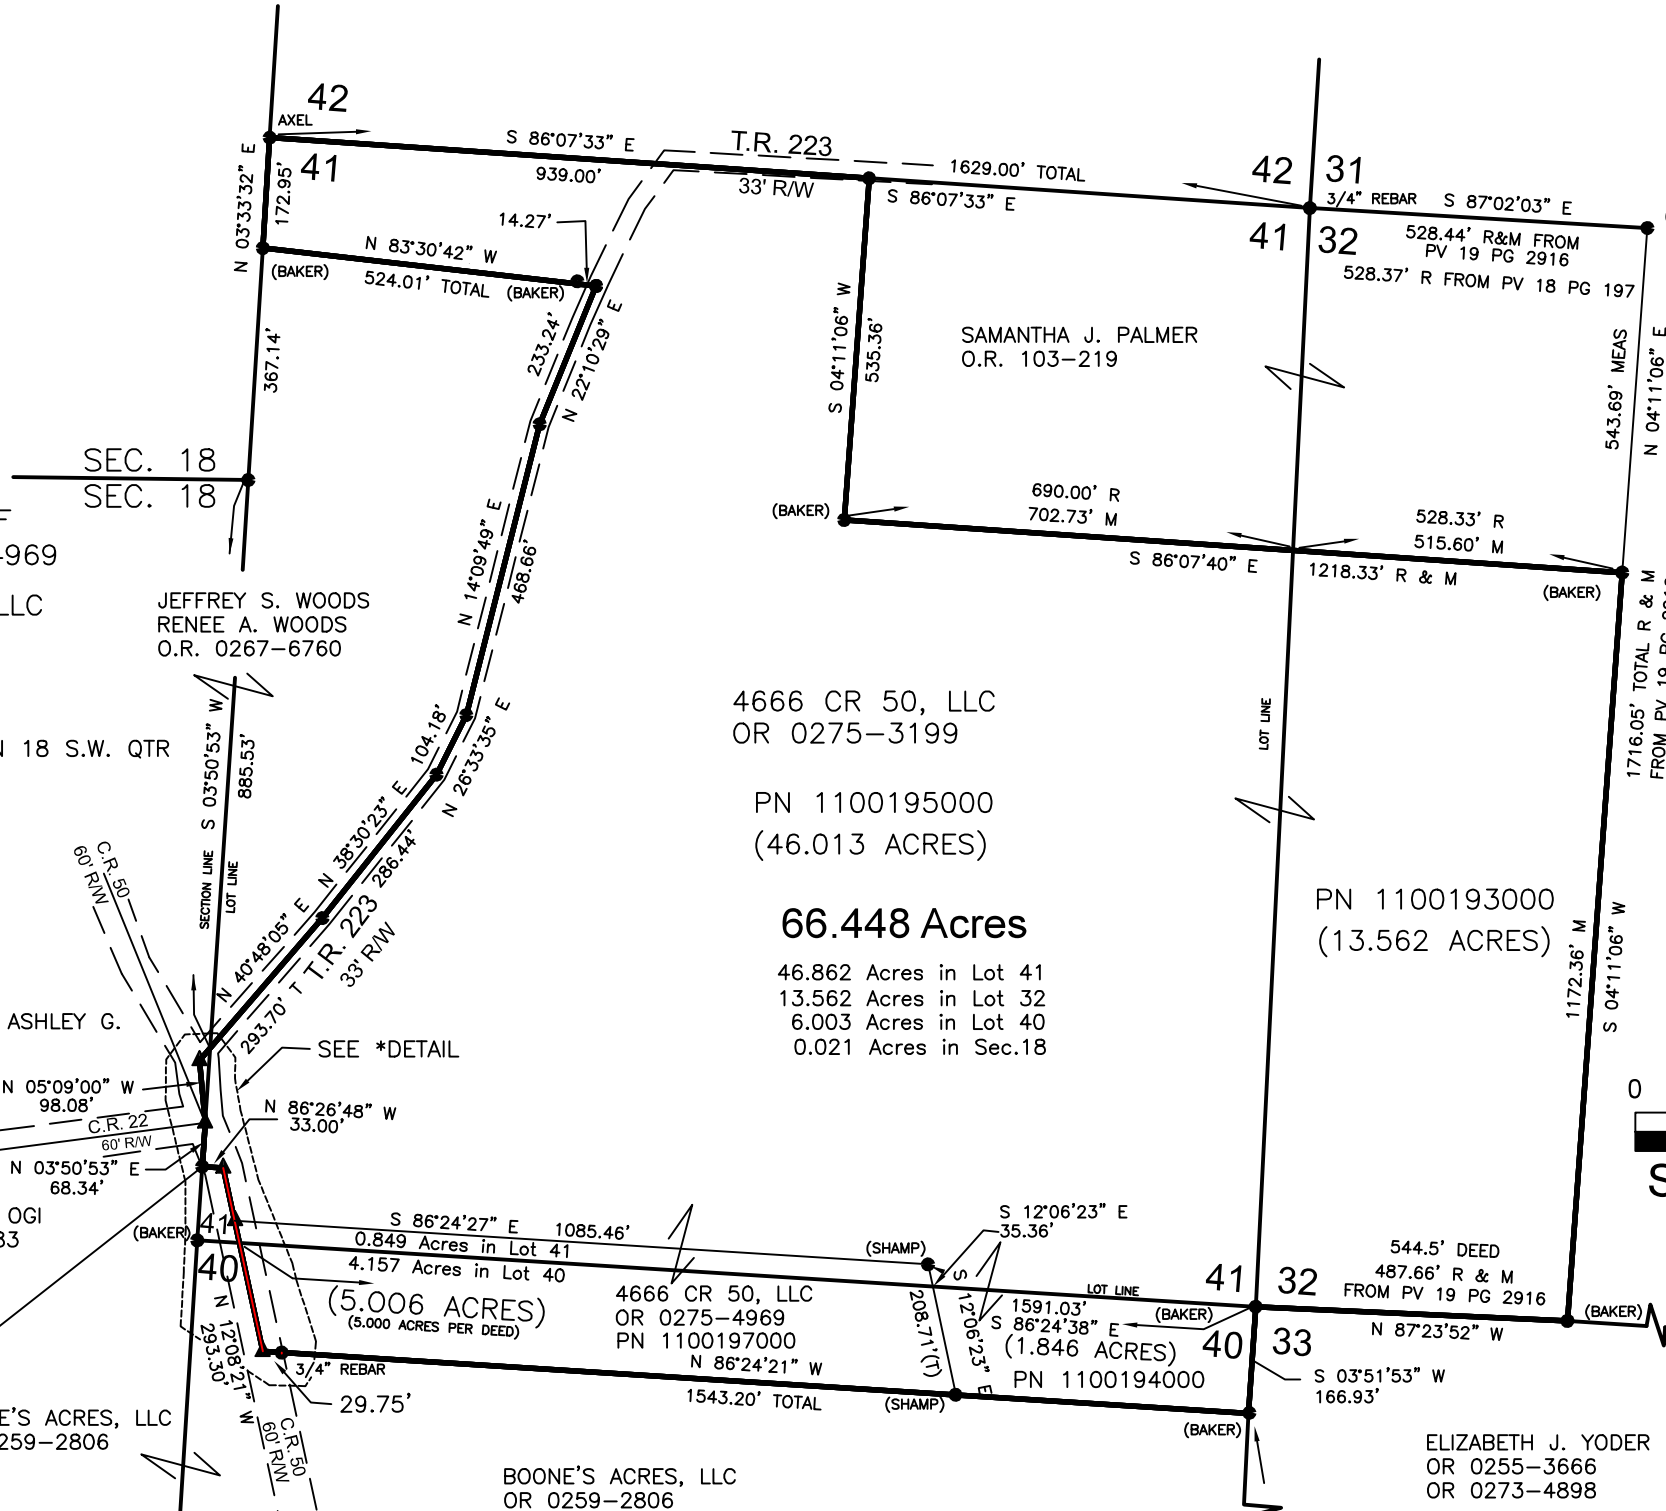 42
AXEL
41
S 86°07'33" E
939.00'
T.R. 223
33' R/W
1629.00' TOTAL
S 86°07'33" E
42
31
3/4" REBAR
S 87°02'03" E
41
32
528.44' R&M FROM
PV 19 PG 2916
528.37' R FROM PV 18 PG 197
N 03°33'32" E
172.95'
14.27'
N 83°30'42" W
(BAKER)
524.01' TOTAL
(BAKER)
367.14'
233.24'
N 22°10'29" E
S 04°11'06" W
535.36'
SAMANTHA J. PALMER
O.R. 103-219
543.69' MEAS
N 04°11'06" E
SEC. 18
SEC. 18
-969
LLC
JEFFREY S. WOODS
RENEE A. WOODS
O.R. 0267-6760
N 14°09'49" E
468.66'
(BAKER)
690.00' R
702.73' M
S 86°07'40" E
528.33' R
515.60' M
1218.33' R & M
(BAKER)
1716.05' TOTAL R & M
FROM PV 19 PG
N 18 S.W. QTR
SECTION LINE S 03°50'53" W
LOT LINE
885.53'
104.18'
N 26°33'35" E
N 38°30'23" E
286.44'
4666 CR 50, LLC
OR 0275-3199
PN 1100195000
(46.013 ACRES)
LOT LINE
66.448 Acres
46.862 Acres in Lot 41
13.562 Acres in Lot 32
6.003 Acres in Lot 40
0.021 Acres in Sec.18
PN 1100193000
(13.562 ACRES)
1172.36' M
S 04°11'06" W
C.R. 50
60' R/W
N 40°48'05" E
293.70'
T T.R. 223
33' R/W
ASHLEY G.
SEE *DETAIL
N 05°09'00" W
98.08'
C.R. 22
60' R/W
N 86°26'48" W
33.00'
N 03°50'53" E
68.34'
OGI
33
(BAKER)
41
40
S 86°24'27" E 1085.46'
0.849 Acres in Lot 41
4.157 Acres in Lot 40
(5.006 ACRES)
(5.000 ACRES PER DEED)
4666 CR 50, LLC
OR 0275-4969
PN 1100197000
(SHAMP)
S 12°06'23" E
35.36'
S 12°06'23" E
208.71'(T)
LOT LINE
1591.03'
S 86°24'38" E
(BAKER)
(1.846 ACRES)
PN 1100194000
41
32
40
33
544.5' DEED
487.66' R & M
FROM PV 19 PG 2916
N 87°23'52" W
(BAKER)
S 03°51'53" W
166.93'
N 12°08'21" W
293.30'
3/4" REBAR
29.75'
N 86°24'21" W
1543.20' TOTAL
(SHAMP)
(BAKER)
C.R. 50
60' R/W
E'S ACRES, LLC
259-2806
BOONE'S ACRES, LLC
OR 0259-2806
ELIZABETH J. YODER
OR 0255-3666
OR 0273-4898
0
S